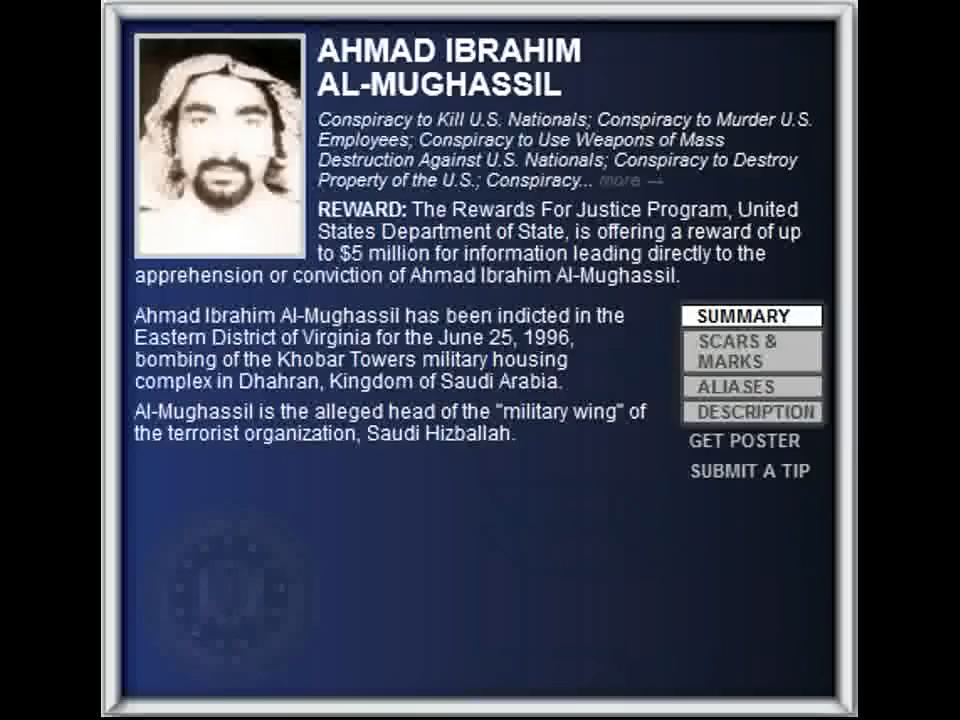 AHMAD IBRAHIM
AL-MUGHASSIL
Conspiracy to Kill U.S. Nationals; Conspiracy to Murder U.S.
Employees; Conspiracy to Use Weapons of Mass
Destruction Against U.S. Nationals; Conspiracy to Destroy
Property of the U.S.; Conspiracy... more →
REWARD: The Rewards For Justice Program, United
States Department of State, is offering a reward of up
to $5 million for information leading directly to the
apprehension or conviction of Ahmad Ibrahim Al-Mughassil.
Ahmad Ibrahim Al-Mughassil has been indicted in the
Eastern District of Virginia for the June 25, 1996,
bombing of the Khobar Towers military housing
complex in Dhahran, Kingdom of Saudi Arabia.
Al-Mughassil is the alleged head of the "military wing" of
the terrorist organization, Saudi Hizballah.
SUMMARY
SCARS &
MARKS
ALIASES
DESCRIPTION
GET POSTER
SUBMIT A TIP